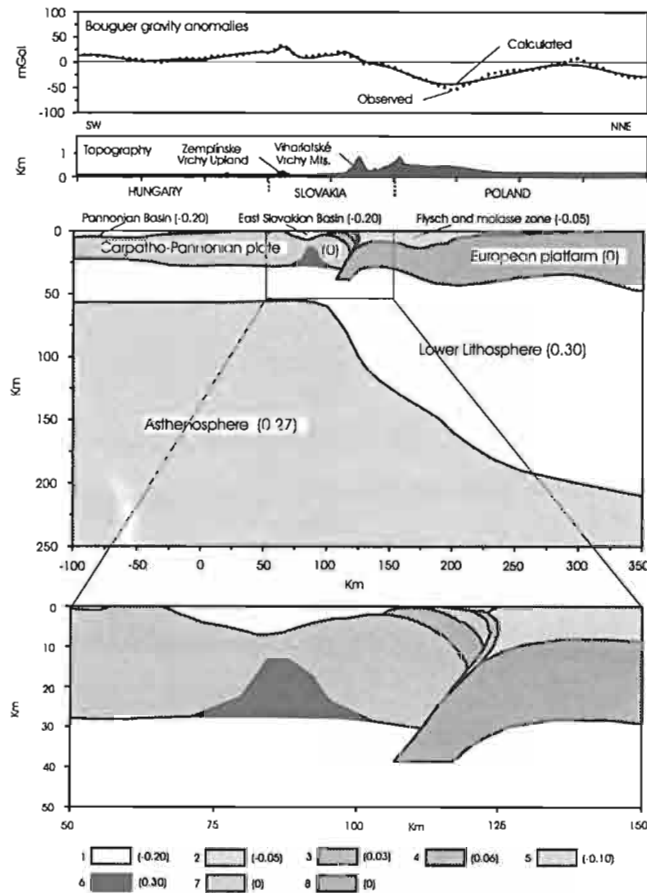 Bouguer gravity anomalies
100
50
0
-50
-100
mGal
Calculated
Observed
SW
NNE
Topography
Zemplínske
Vrchy Upland
Vihorlatské
Vrchy Mts.
1
0
Km
HUNGARY
SLOVAKIA
POLAND
Pannonian Basin (-0.20)
East Slovakian Basin (-0.20)
Flysch and molasse zone (-0.05)
0
Carpatho-Pannonian plate
(0)
European platform (0)
50
Lower Lithosphere (0.30)
100
Km
Asthenosphere (0.27)
150
200
250
-100
-50
0
50
100
150
200
250
300
350
Km
0
10
20
Km
30
40
50
50
75
100
Km
125
150
1 (-0.20)
2 (-0.05)
3 (0.03)
4 (0.06)
5 (-0.10)
6 (0.30)
7 (0)
8 (0)